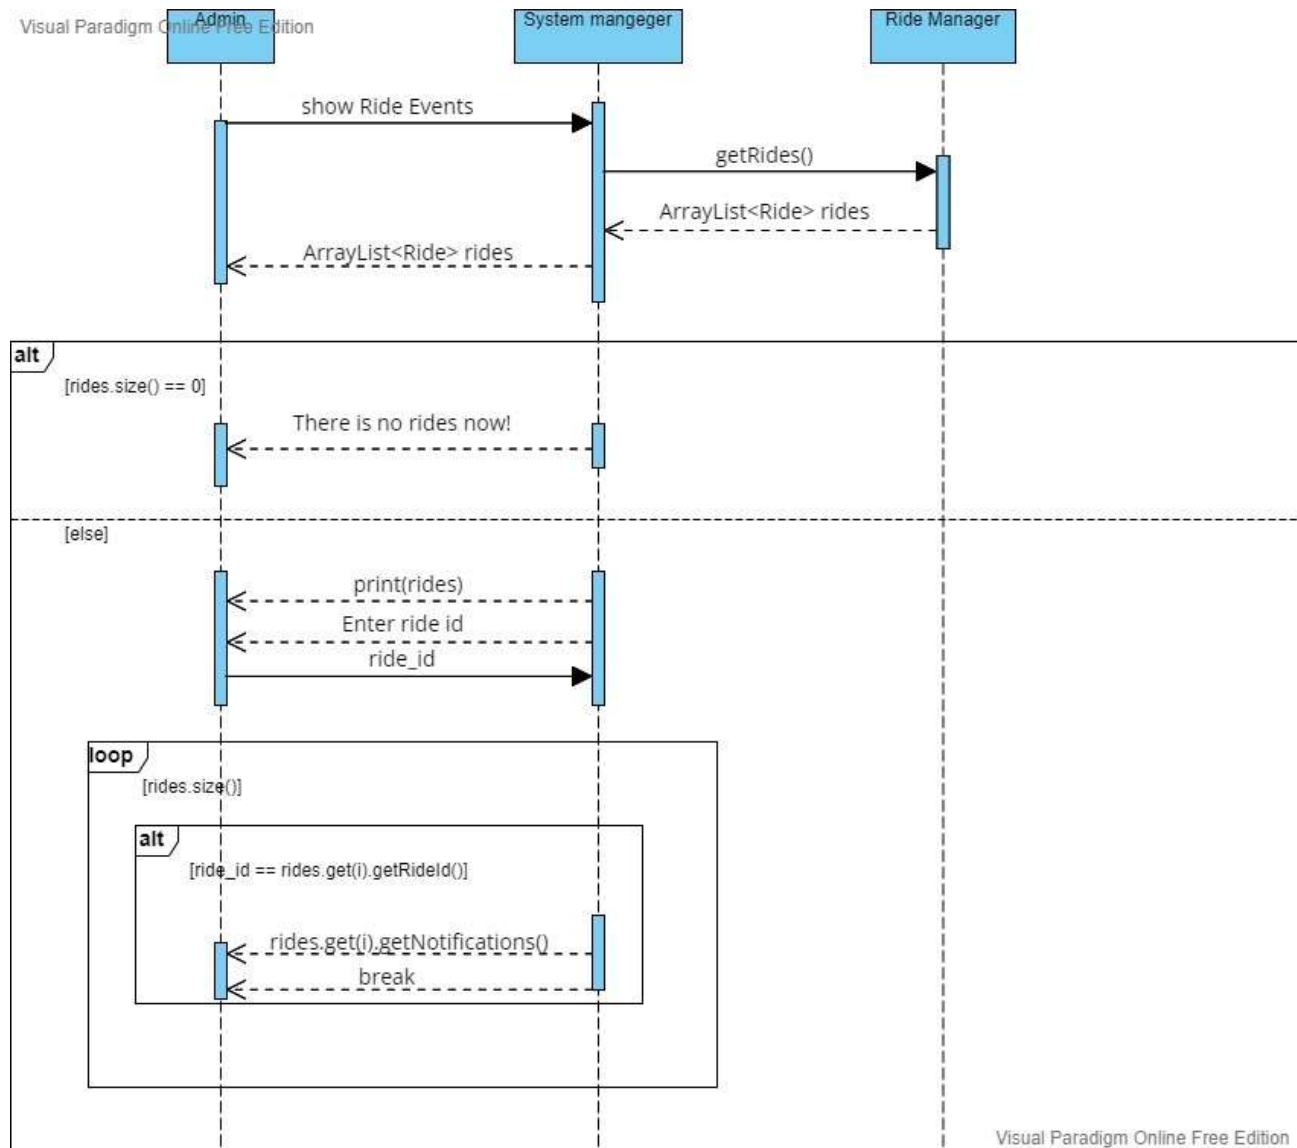 Visual Paradigm Online Free Edition
Admin
System mangeger
Ride Manager
show Ride Events
getRides()
ArrayList<Ride> rides
ArrayList<Ride> rides
alt
[rides.size() == 0]
There is no rides now!
[else]
print(rides)
Enter ride id
ride_id
loop
[rides.size()]
alt
[ride_id == rides.get(i).getRideId()]
rides.get(i).getNotifications()
break
Visual Paradigm Online Free Edition